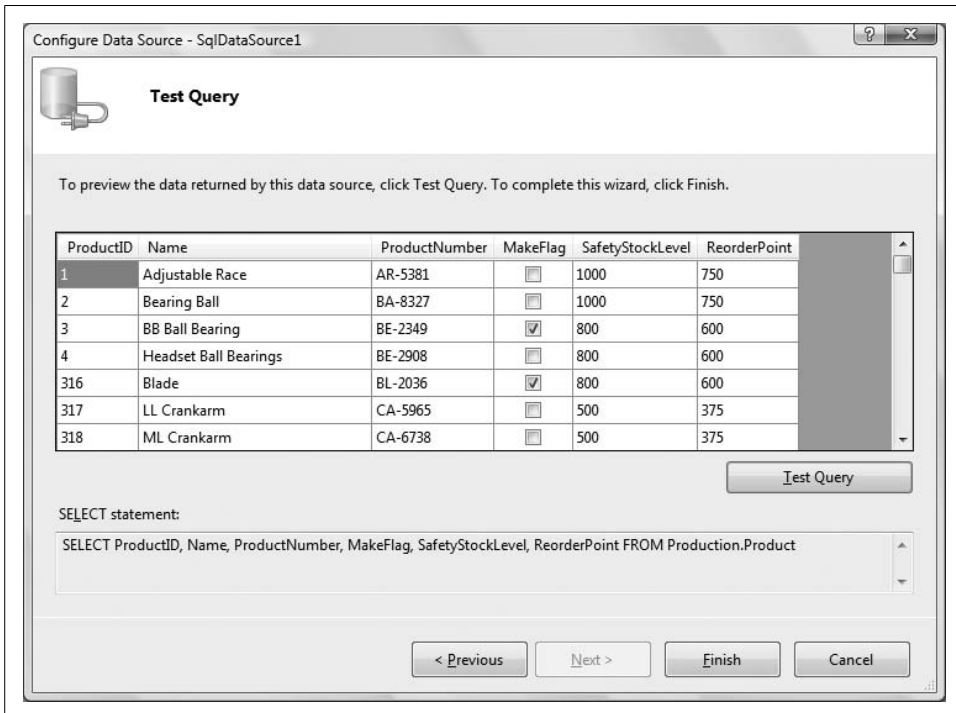 Configure Data Source - SqlDataSource1
Test Query
To preview the data returned by this data source, click Test Query. To complete this wizard, click Finish.
ProductID Name ProductNumber MakeFlag SafetyStockLevel ReorderPoint
1 Adjustable Race AR-5381 1000 750
2 Bearing Ball BA-8327 1000 750
3 BB Ball Bearing BE-2349 800 600
4 Headset Ball Bearings BE-2908 800 600
316 Blade BL-2036 800 600
317 LL Crankarm CA-5965 500 375
318 ML Crankarm CA-6738 500 375
Test Query
SELECT statement:
SELECT ProductID, Name, ProductNumber, MakeFlag, SafetyStockLevel, ReorderPoint FROM Production.Product
< Previous Next > Finish Cancel